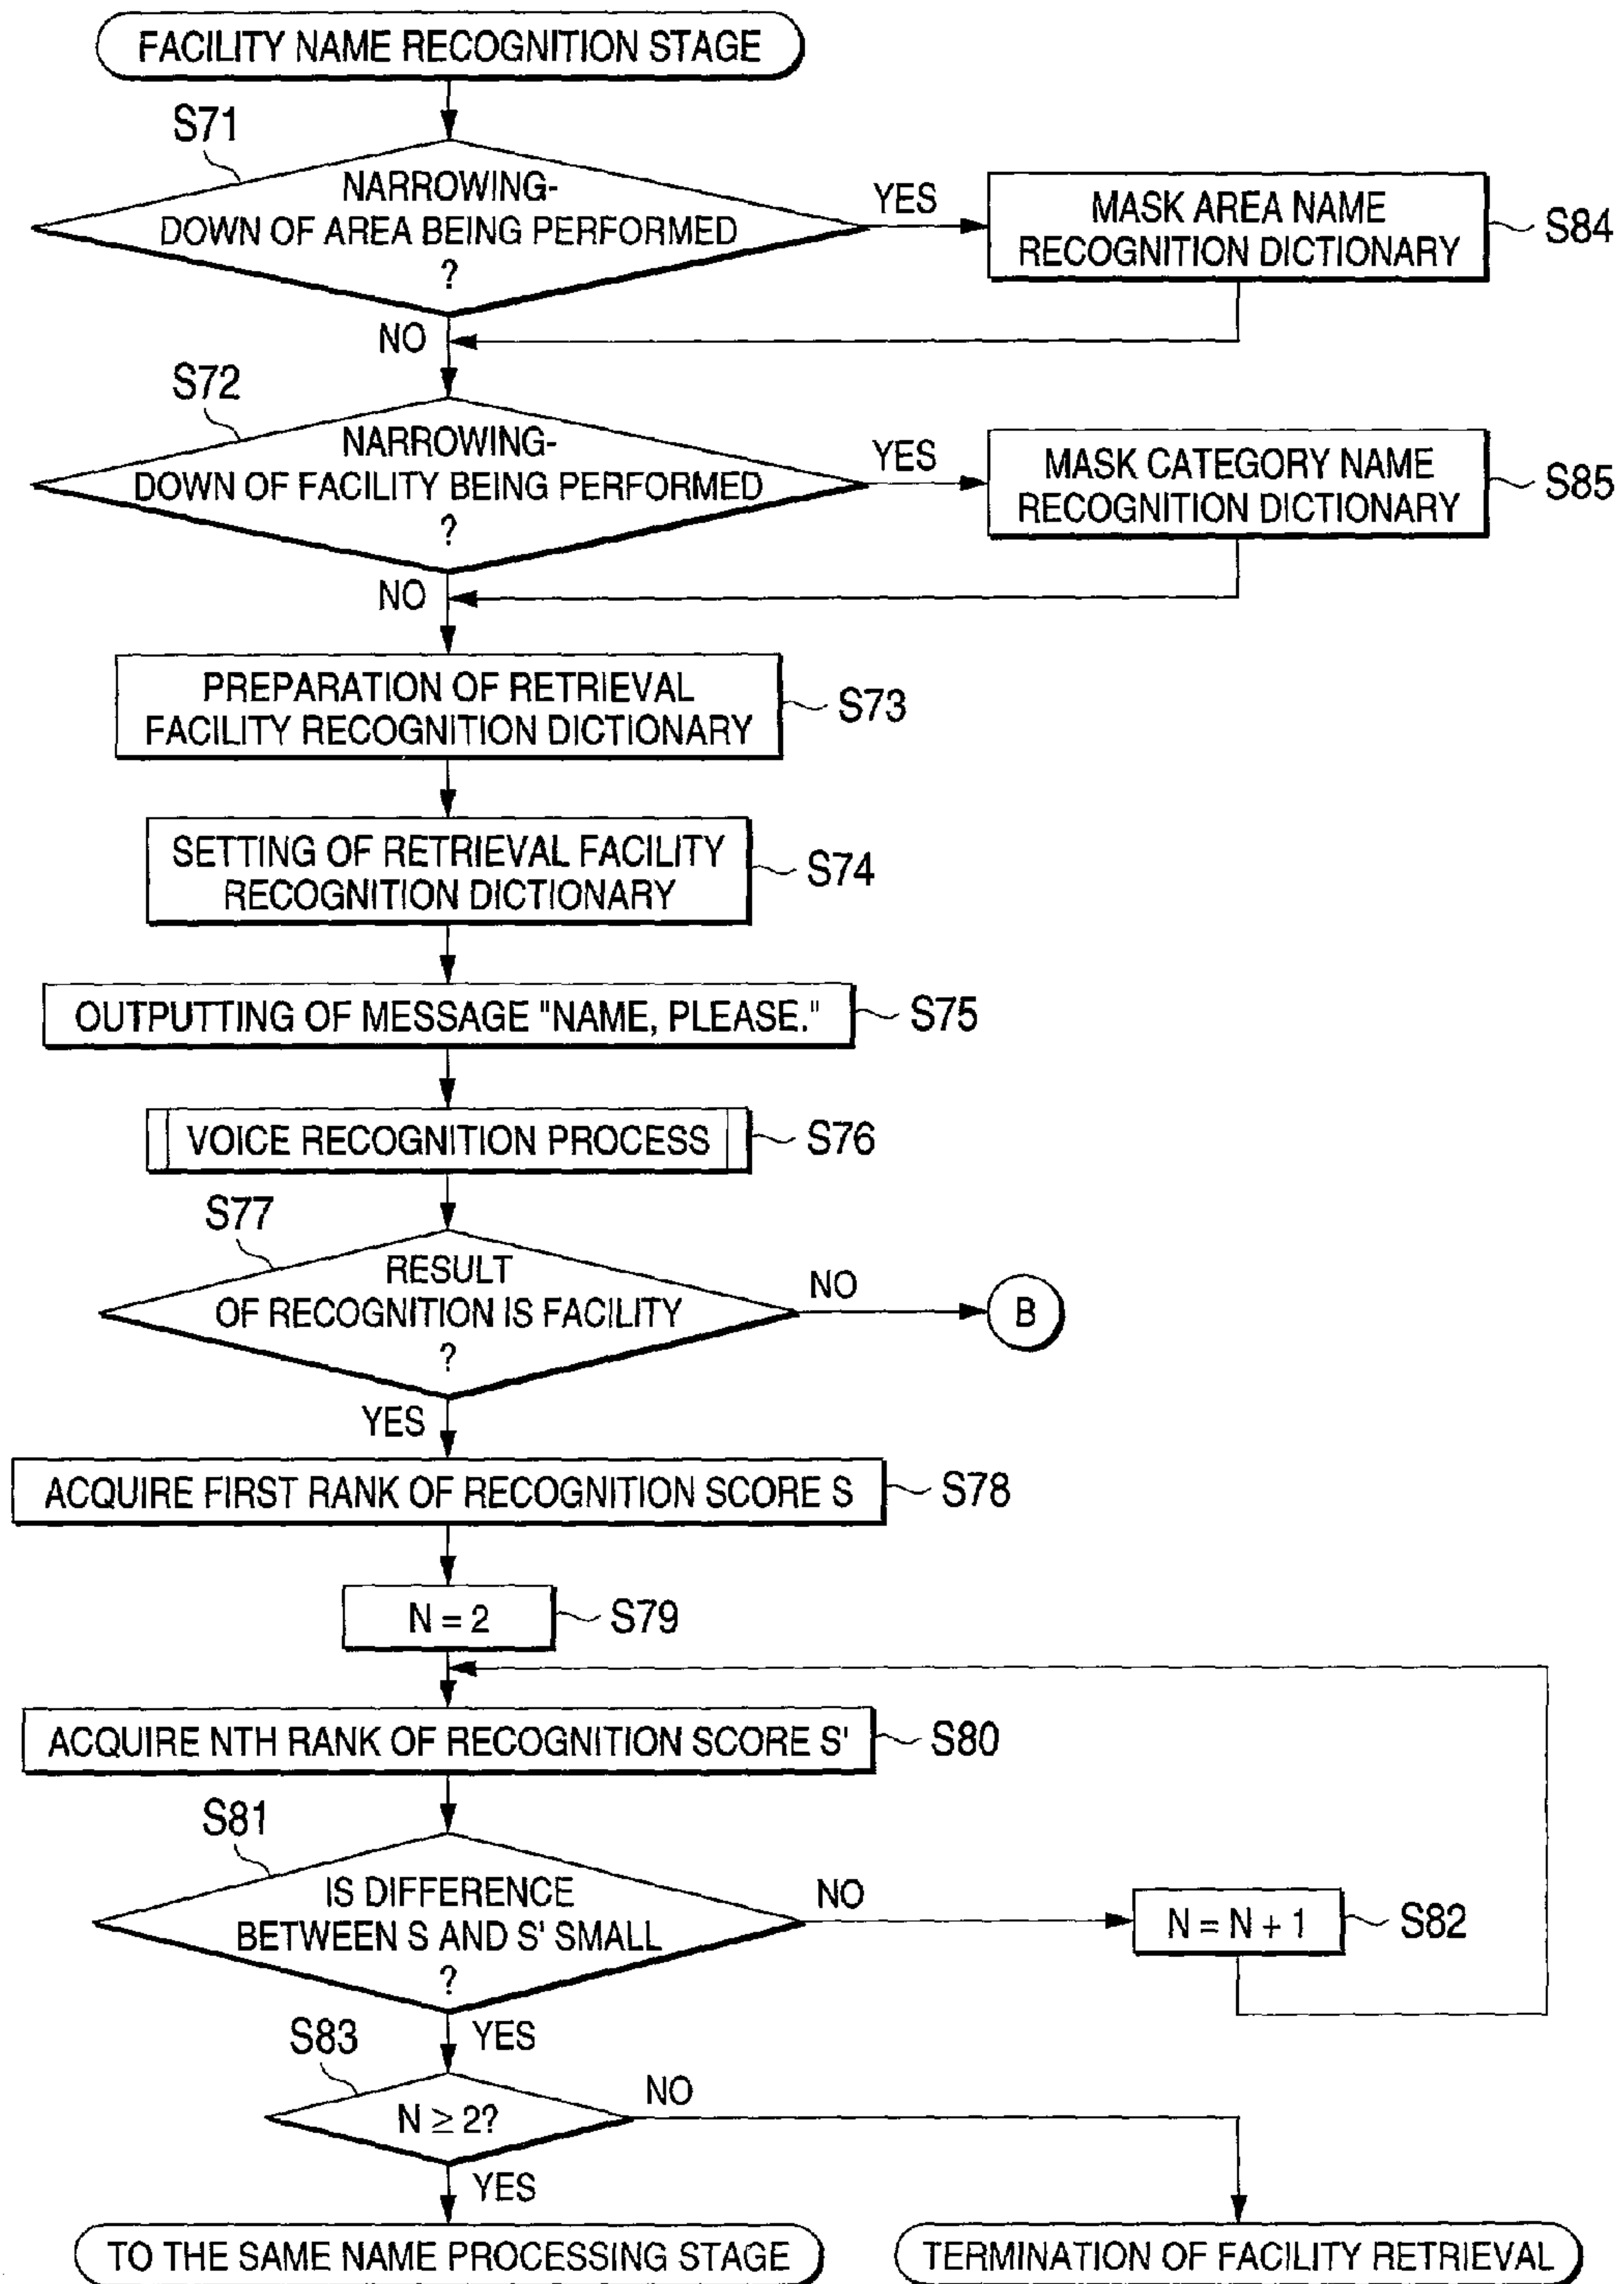 FACILITY NAME RECOGNITION STAGE
S71
NARROWING-
DOWN OF AREA BEING PERFORMED
?
YES
MASK AREA NAME
RECOGNITION DICTIONARY
S84
NO
S72
NARROWING-
DOWN OF FACILITY BEING PERFORMED
?
YES
MASK CATEGORY NAME
RECOGNITION DICTIONARY
S85
NO
PREPARATION OF RETRIEVAL
FACILITY RECOGNITION DICTIONARY
S73
SETTING OF RETRIEVAL FACILITY
RECOGNITION DICTIONARY
S74
OUTPUTTING OF MESSAGE "NAME, PLEASE."
S75
VOICE RECOGNITION PROCESS
S76
S77
RESULT
OF RECOGNITION IS FACILITY
?
NO
B
YES
ACQUIRE FIRST RANK OF RECOGNITION SCORE S
S78
N = 2
S79
ACQUIRE NTH RANK OF RECOGNITION SCORE S'
S80
S81
IS DIFFERENCE
BETWEEN S AND S' SMALL
?
NO
N = N + 1
S82
YES
S83
N ≥ 2?
NO
YES
TO THE SAME NAME PROCESSING STAGE
TERMINATION OF FACILITY RETRIEVAL